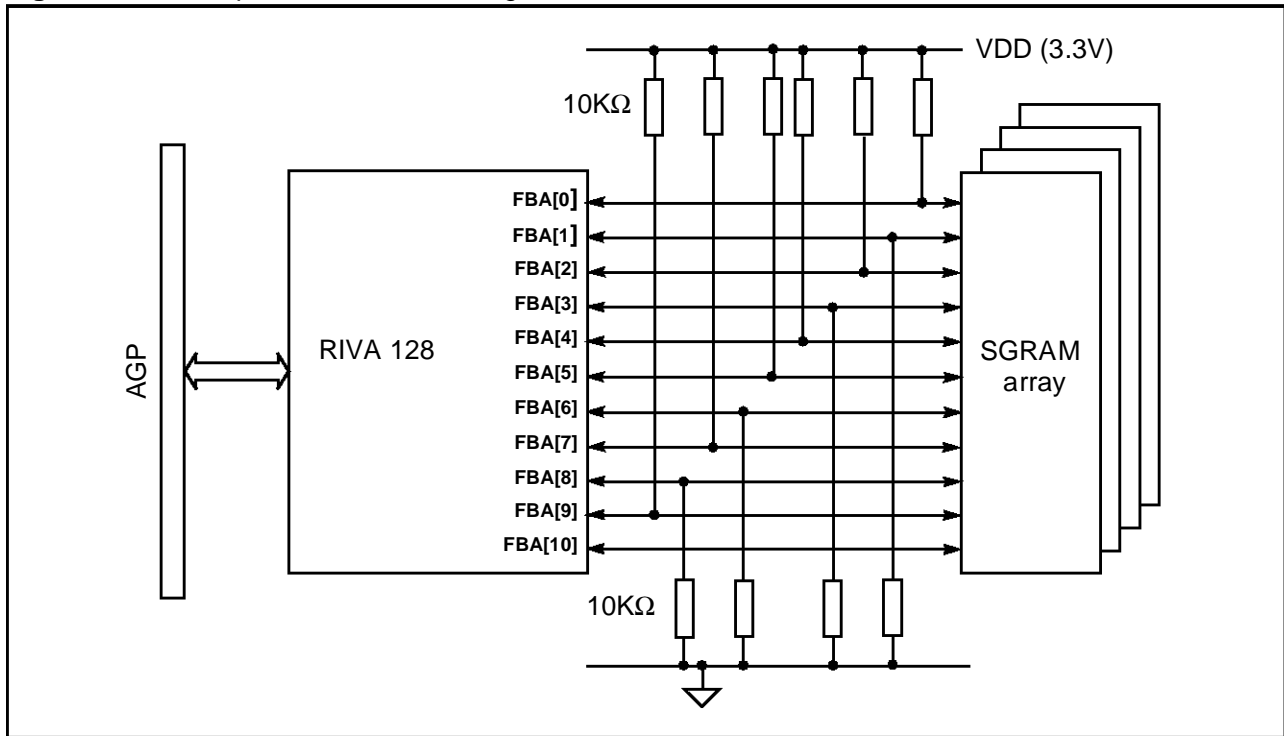 VDD (3.3V)
10KΩ
FBA[0]
FBA[1]
FBA[2]
FBA[3]
FBA[4]
FBA[5]
FBA[6]
FBA[7]
FBA[8]
FBA[9]
FBA[10]
AGP
RIVA 128
SGRAM
array
10KΩ